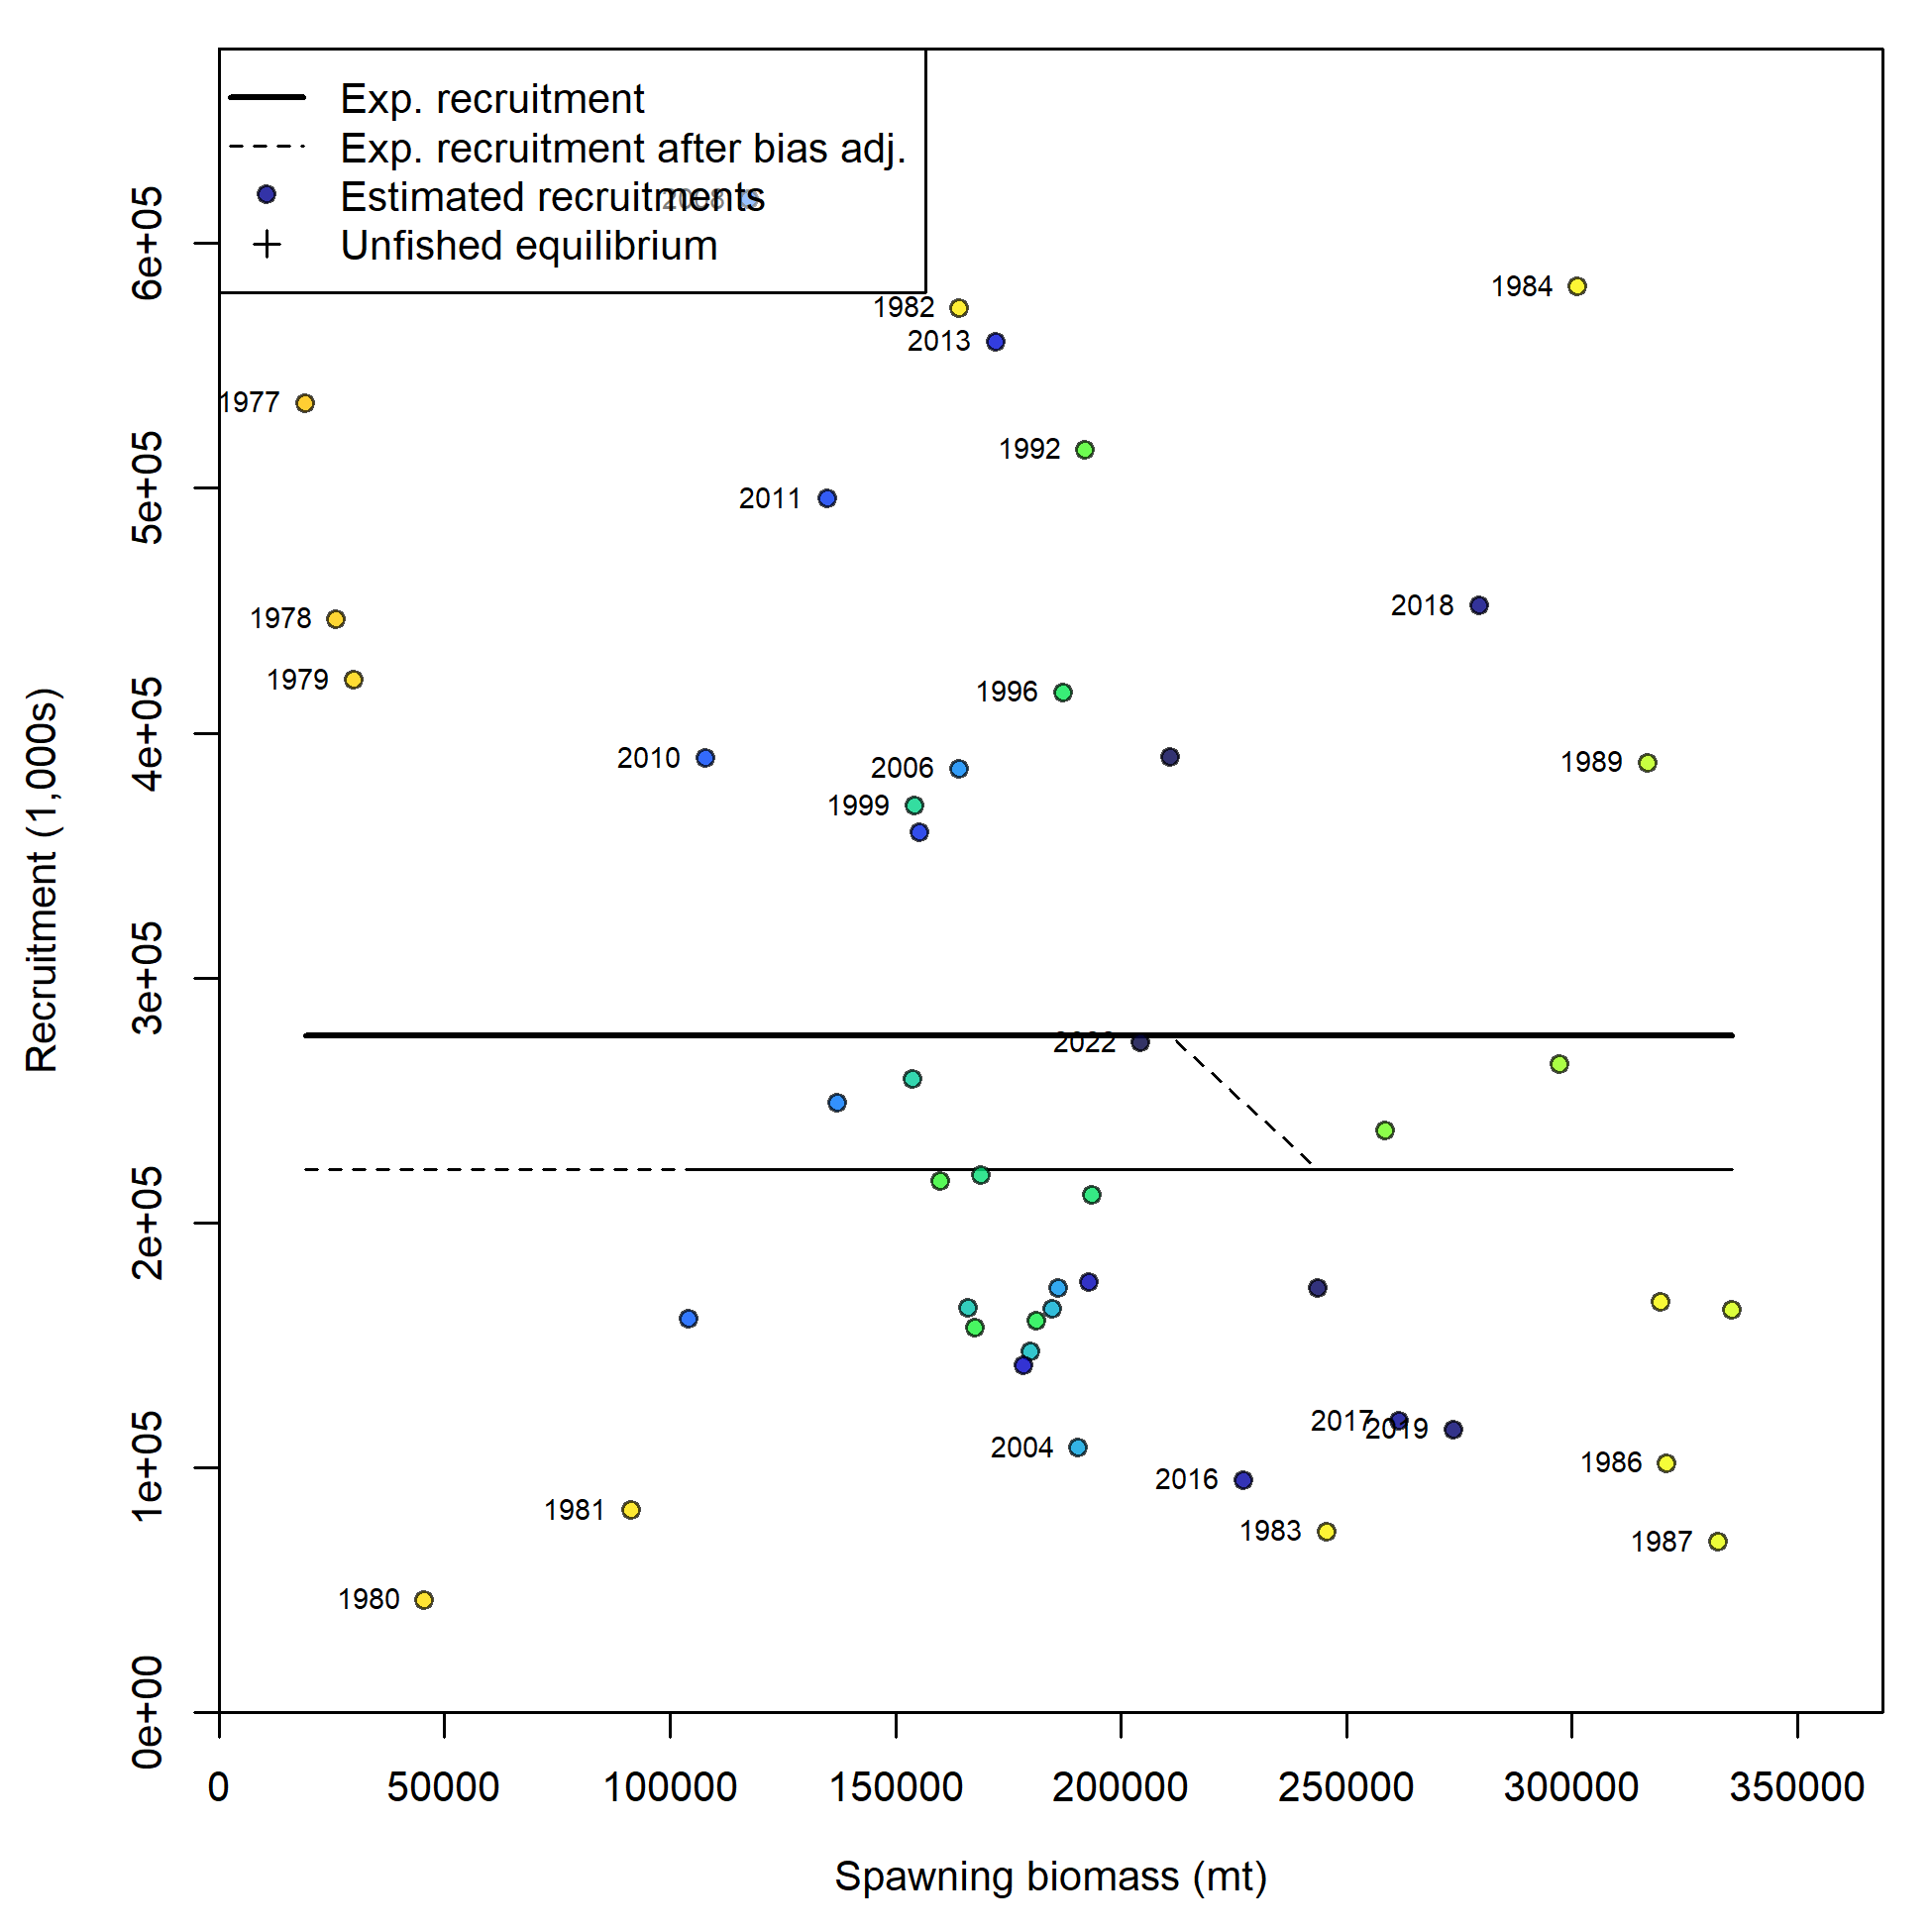 Exp. recruitment
Exp. recruitment after bias adj.
Estimated recruitments
Unfished equilibrium
2008
1984
1982
2013
1977
1992
2011
2018
1978
1979
1996
2010
2006
1989
1999
2022
2017
2019
2004
1986
2016
1981
1983
1987
1980
0e+00
1e+05
2e+05
3e+05
4e+05
5e+05
6e+05
Recruitment (1,000s)
0
50000
100000
150000
200000
250000
300000
350000
Spawning biomass (mt)